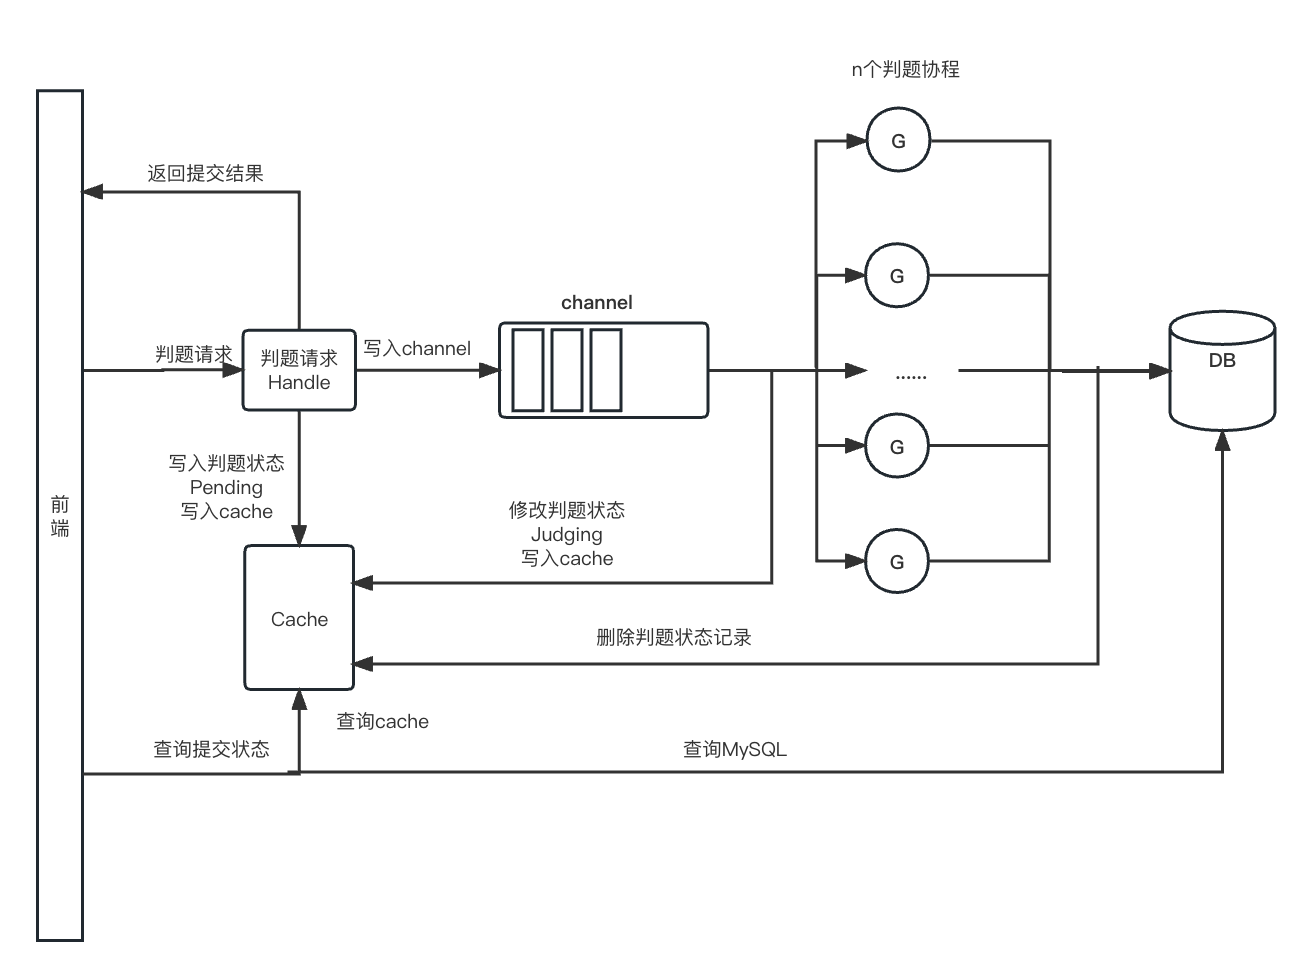 n个判题协程
G
返回提交结果
G
channel
判题请求
判题请求
Handle
写入channel
DB
......
G
写入判题状态
Pending
写入cache
前
端
修改判题状态
Judging
写入cache
G
Cache
删除判题状态记录
查询cache
查询提交状态
查询MySQL